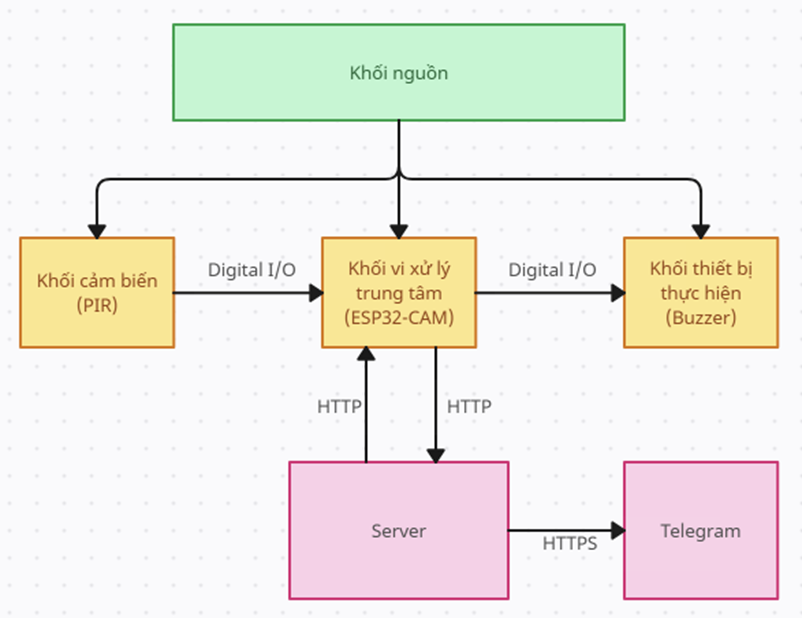 Khối nguồn
Khối cảm biến
(PIR)
Digital I/O
Khối vi xử lý
trung tâm
(ESP32-CAM)
Digital I/O
Khối thiết bị
thực hiện
(Buzzer)
HTTP
HTTP
Server
HTTPS
Telegram